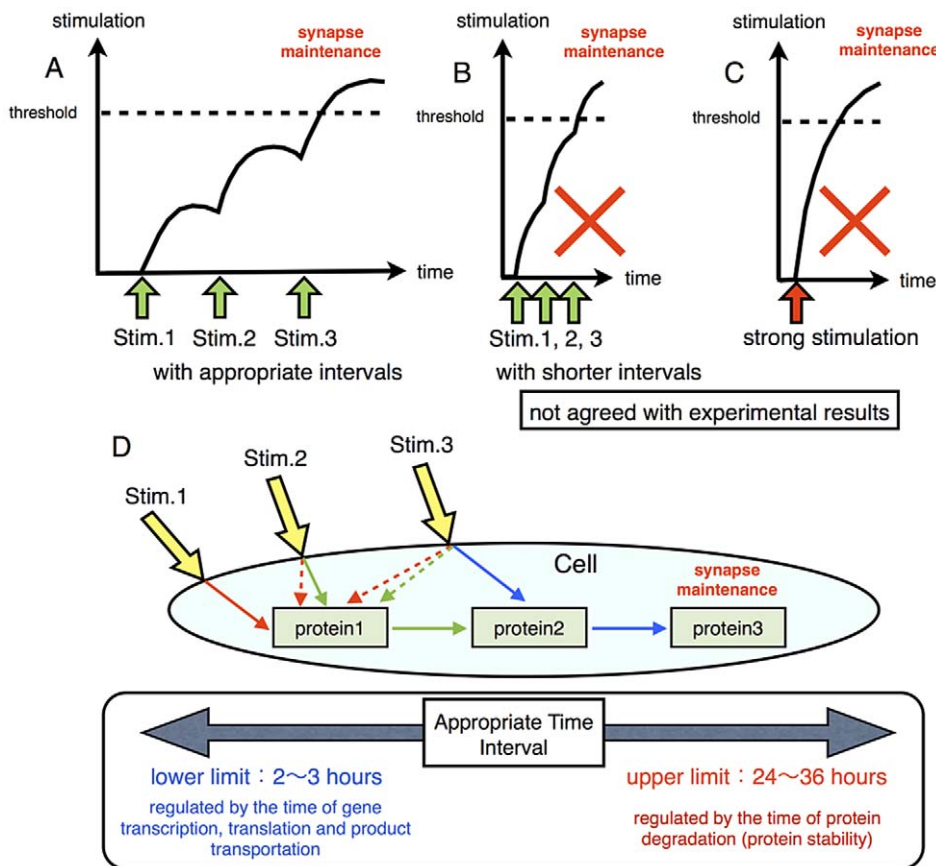 stimulation
A
synapse
maintenance
threshold
time
Stim.1
Stim.2
Stim.3
with appropriate intervals
stimulation
B
synapse
maintenance
threshold
time
Stim.1, 2, 3
with shorter intervals
stimulation
C
synapse
maintenance
threshold
time
strong stimulation
not agreed with experimental results
D
Stim.1
Stim.2
Stim.3
Cell
synapse
maintenance
protein1
protein2
protein3
Appropriate Time
Interval
lower limit：2～3 hours
regulated by the time of gene
transcription, translation and product
transportation
upper limit：24～36 hours
regulated by the time of protein
degradation (protein stability)